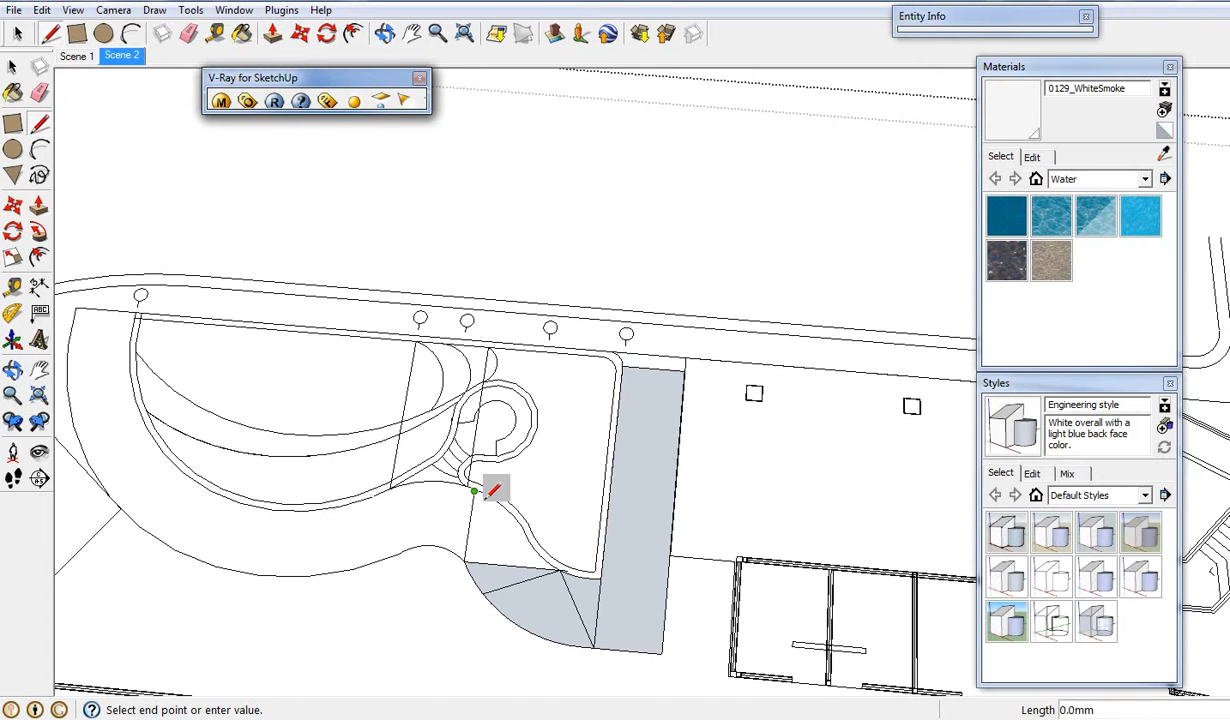 File Edit View Camera Draw Tools Window Plugins Help
Entity Info
Scene 1 Scene 2
V-Ray for SketchUp
M R ?
Materials
0129_WhiteSmoke
Select Edit
Water
ABC
Styles
Engineering style
White overall with a
light blue back face
color.
Select Edit Mix
Default Styles
Select end point or enter value.
Length 0.0mm